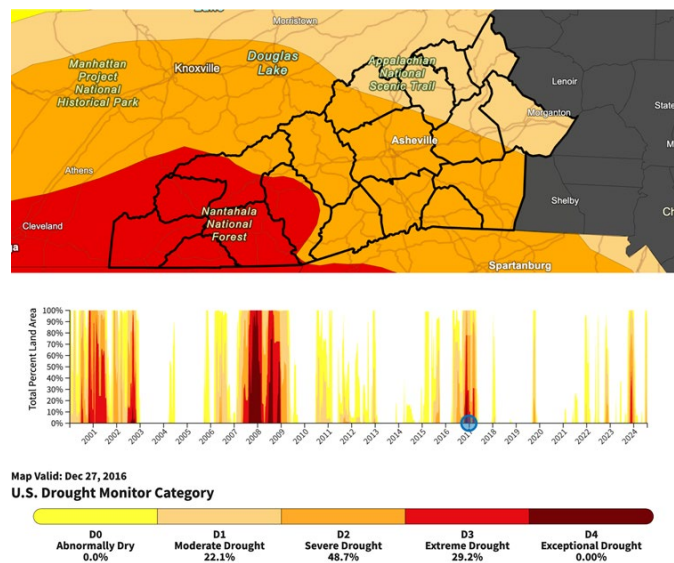 Morristown
Manhattan
Project
National
Historical Park
Knoxville
Douglas
Lake
Appalachian
National
Scenic Trail
Lenoir
Morganton
State
Asheville
M
Athens
Nantahala
National
Forest
Cleveland
Shelby
Ch
ga
Spartanburg
Total Percent Land Area
100%
90%
80%
70%
60%
50%
40%
30%
20%
10%
0%
2001 2002 2003 2004 2005 2006 2007 2008 2009 2010 2011 2012 2013 2014 2015 2016 2017 2018 2019 2020 2021 2022 2023 2024
Map Valid: Dec 27, 2016
U.S. Drought Monitor Category
D0 D1 D2 D3 D4
Abnormally Dry Moderate Drought Severe Drought Extreme Drought Exceptional Drought
0.0% 22.1% 48.7% 29.2% 0.00%